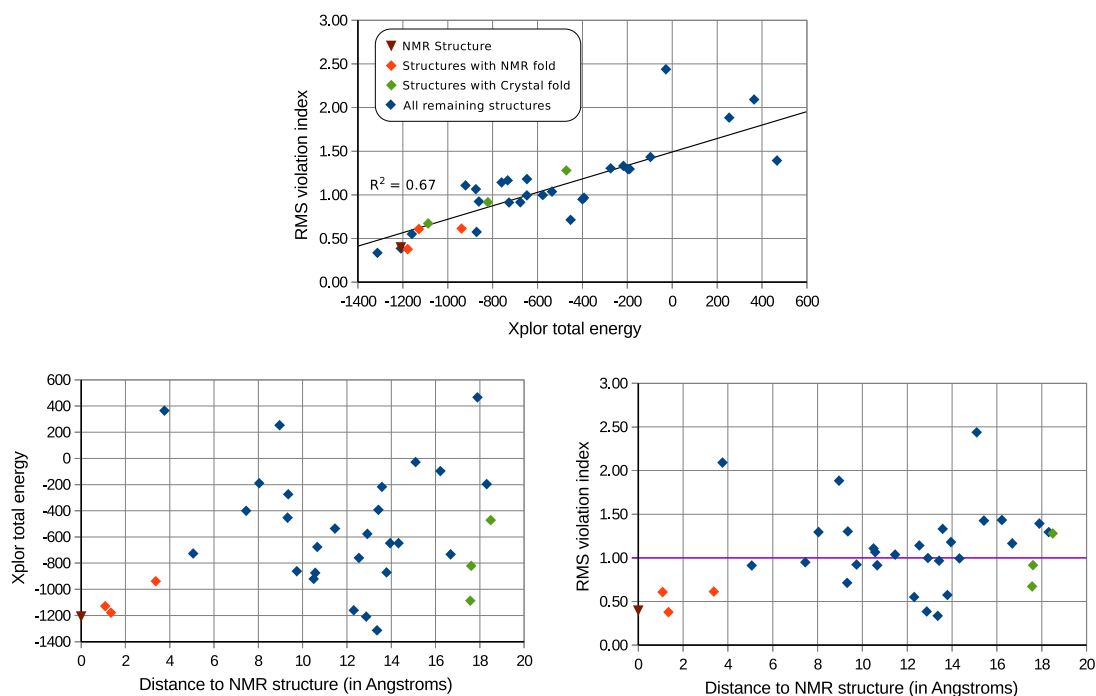 3.00
2.50
2.00
1.50
1.00
0.50
0.00
RMS violation index
NMR Structure
Structures with NMR fold
Structures with Crystal fold
All remaining structures
R² = 0.67
-1400 -1200 -1000 -800 -600 -400 -200 0 200 400 600
Xplor total energy
600
400
200
0
-200
-400
-600
-800
-1000
-1200
-1400
Xplor total energy
0 2 4 6 8 10 12 14 16 18 20
Distance to NMR structure (in Angstroms)
3.00
2.50
2.00
1.50
1.00
0.50
0.00
RMS violation index
0 2 4 6 8 10 12 14 16 18 20
Distance to NMR structure (in Angstroms)